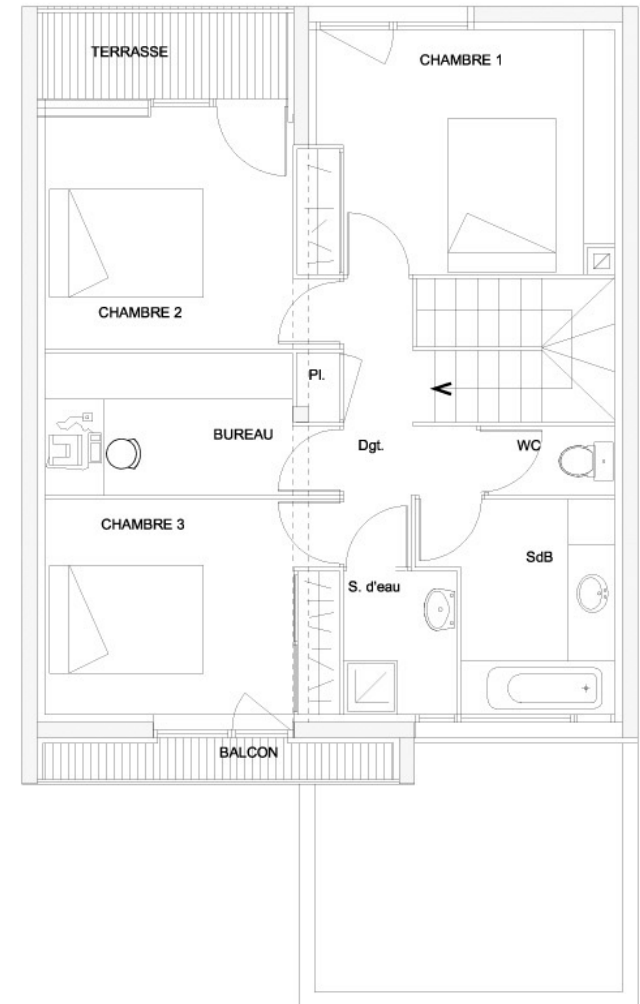 TERRASSE
CHAMBRE 1
CHAMBRE 2
Pl.
BUREAU
Dgt.
WC
CHAMBRE 3
SdB
S. d'eau
BALCON